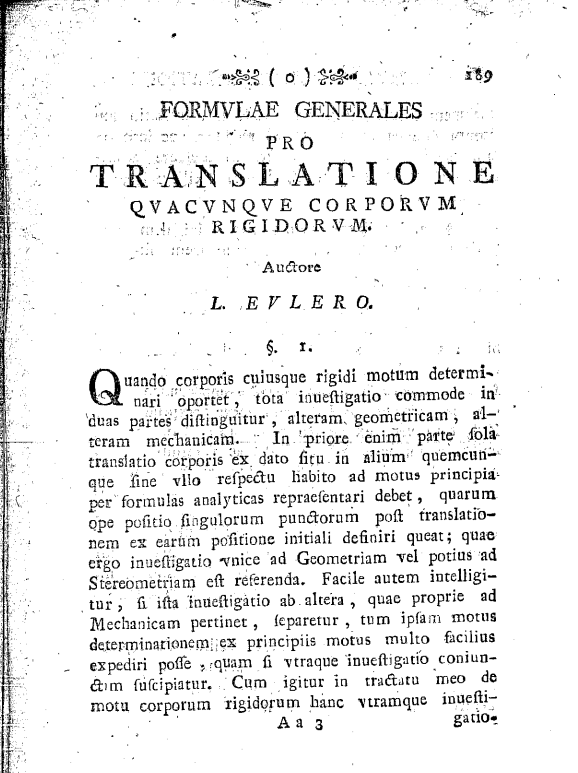 ( o ) 189
FORMVLAE GENERALES
PRO
TRANSLATIONE
QVACVNQVE CORPORVM
RIGIDORVM.
Auctore
L. EVLERO.
§. 1.
Quando corporis cuiusque rigidi motum determi-
nari oportet, tota inueſtigatio commode in
duas partes diſtinguitur, alteram geometricam, al-
teram mechanicam. In priore enim parte ſola
translatio corporis ex dato ſitu in alium quemcun-
que ſine vllo reſpectu habito ad motus principia
per formulas analyticas repraeſentari debet, quarum
ope poſitio ſingulorum punctorum poſt translatio-
nem ex earum poſitione initiali definiri queat; quae
ergo inueſtigatio vnice ad Geometriam vel potius ad
Stereometriam eſt referenda. Facile autem intelligi-
tur, ſi iſta inueſtigatio ab altera, quae proprie ad
Mechanicam pertinet, ſeparetur, tum ipſam motus
determinationem ex principiis motus multo facilius
expediri poſſe, quam ſi vtraque inueſtigatio coniun-
ctim ſuſcipiatur. Cum igitur in tractatu meo de
motu corporum rigidorum hanc vtramque inueſti-
A a 3 gatio-